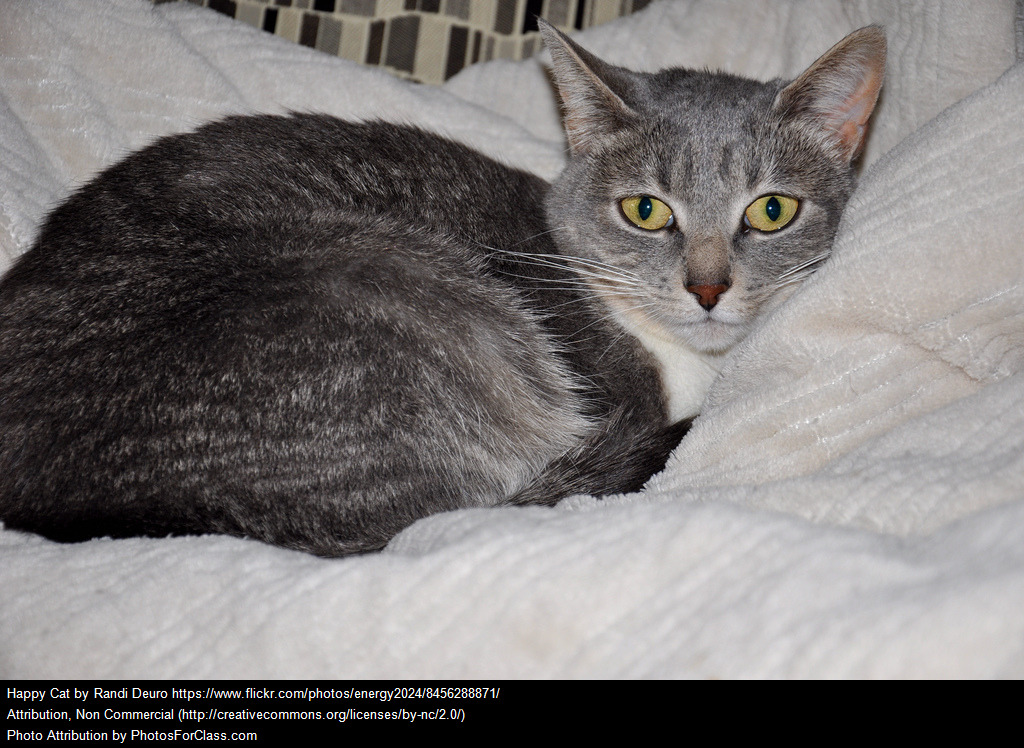 Happy Cat by Randi Deuro https://www.flickr.com/photos/energy2024/8456288871/
Attribution, Non Commercial (http://creativecommons.org/licenses/by-nc/2.0/)
Photo Attribution by PhotosForClass.com